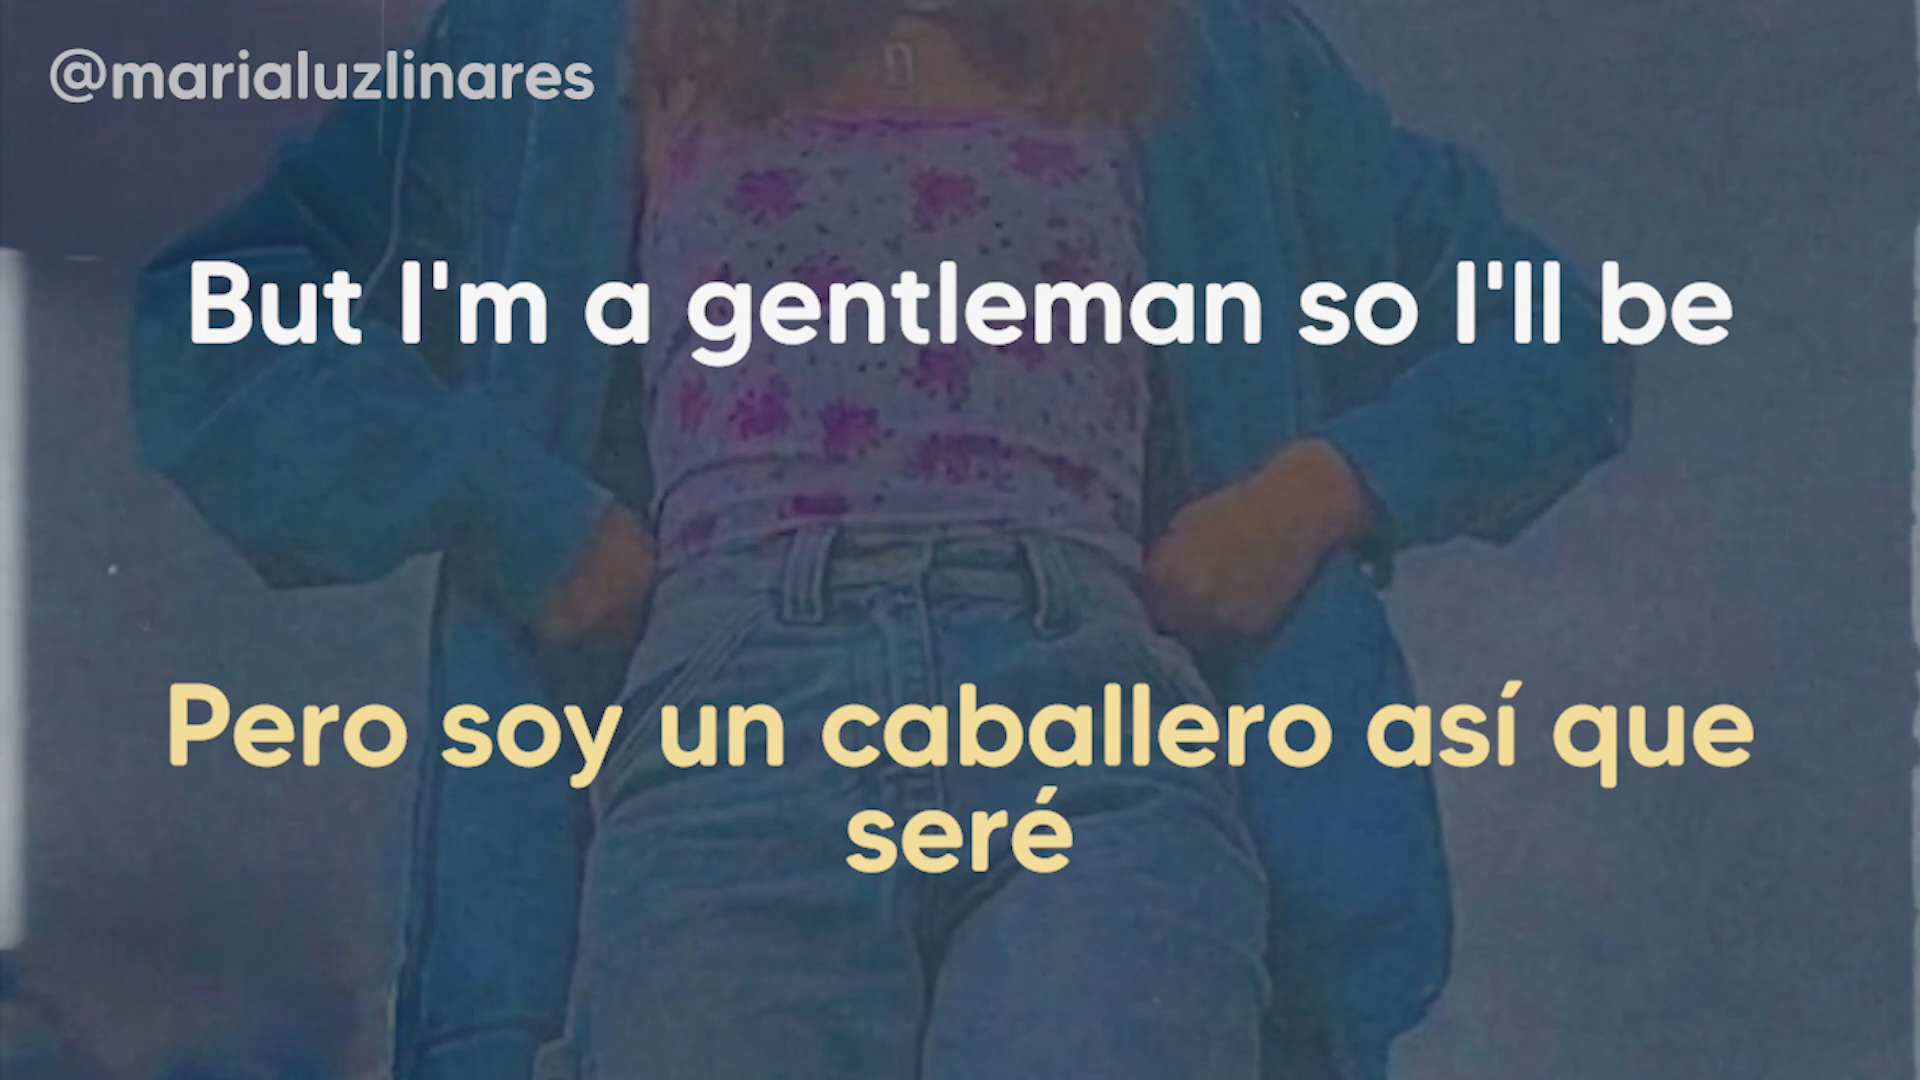 @marialuzlinares
But I'm a gentleman so I'll be
Pero soy un caballero así que
seré